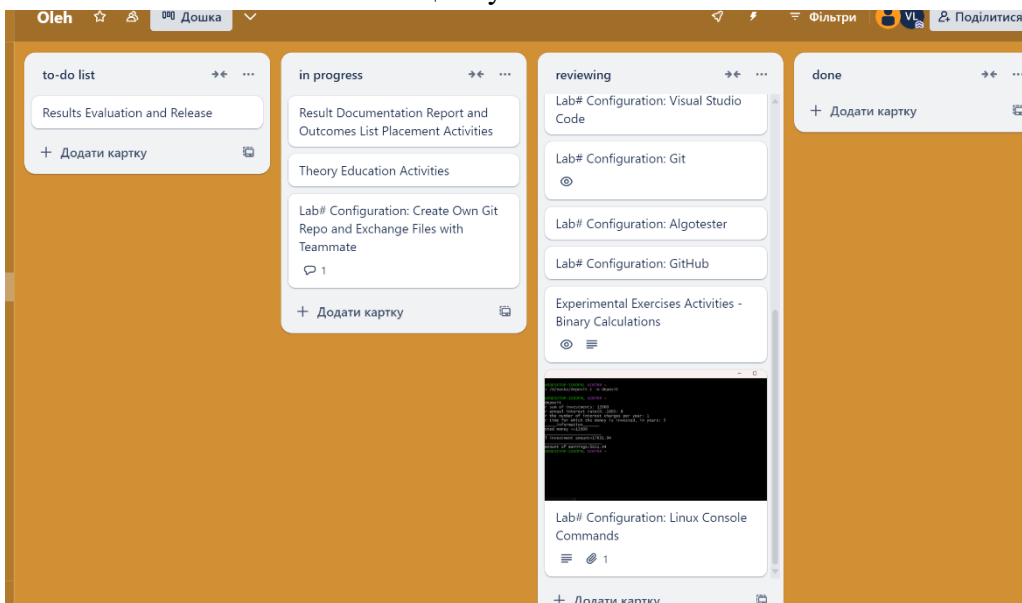 Oleh
Дошка
Фільтри
VL
Поділитися
to-do list
Results Evaluation and Release
+ Додати картку
in progress
Result Documentation Report and
Outcomes List Placement Activities
Theory Education Activities
Lab# Configuration: Create Own Git
Repo and Exchange Files with
Teammate
1
+ Додати картку
reviewing
Lab# Configuration: Visual Studio
Code
Lab# Configuration: Git
Lab# Configuration: Algotester
Lab# Configuration: GitHub
Experimental Exercises Activities -
Binary Calculations
Lab# Configuration: Linux Console
Commands
1
+ Додати картку
done
+ Додати картку